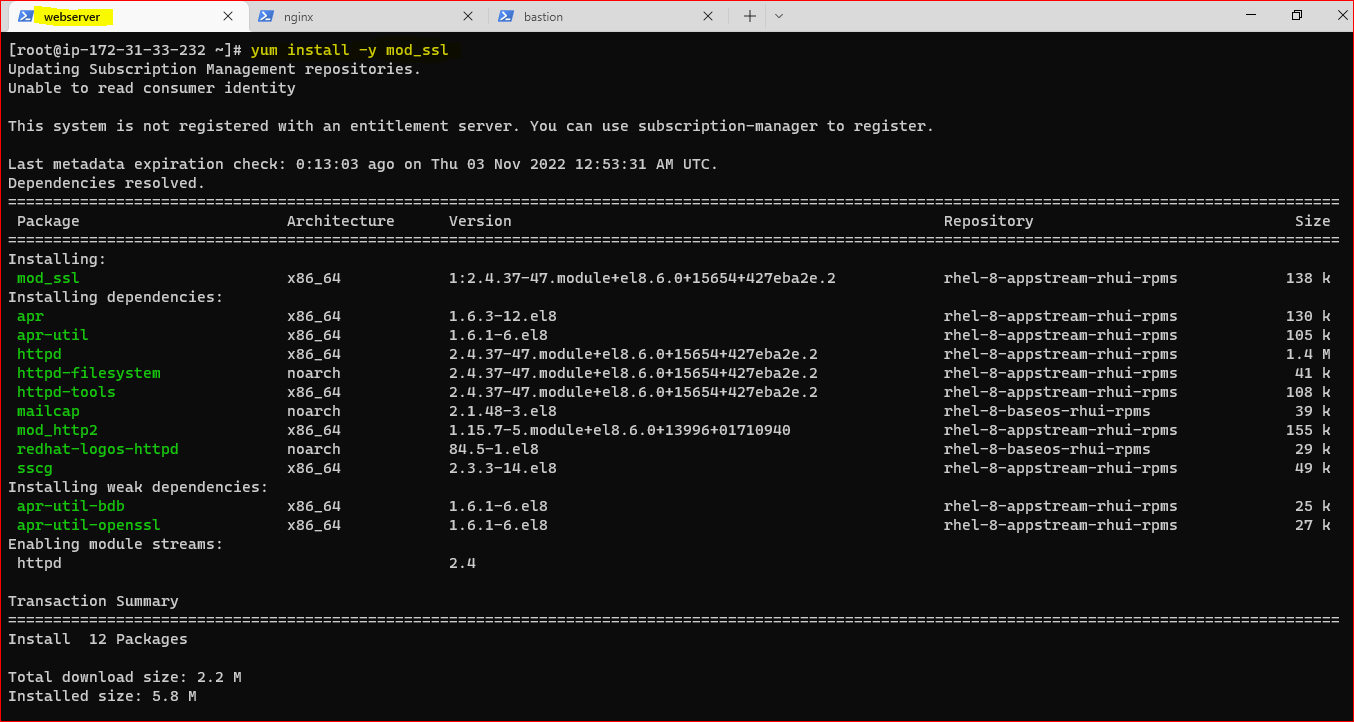 webserver nginx bastion
[root@ip-172-31-33-232 ~]# yum install -y mod_ssl
Updating Subscription Management repositories.
Unable to read consumer identity
This system is not registered with an entitlement server. You can use subscription-manager to register.
Last metadata expiration check: 0:13:03 ago on Thu 03 Nov 2022 12:53:31 AM UTC.
Dependencies resolved.
================================================================================
Package Architecture Version Repository Size
================================================================================
Installing:
mod_ssl x86_64 1:2.4.37-47.module+el8.6.0+15654+427eba2e.2 rhel-8-appstream-rhui-rpms 138 k
Installing dependencies:
apr x86_64 1.6.3-12.el8 rhel-8-appstream-rhui-rpms 130 k
apr-util x86_64 1.6.1-6.el8 rhel-8-appstream-rhui-rpms 105 k
httpd x86_64 2.4.37-47.module+el8.6.0+15654+427eba2e.2 rhel-8-appstream-rhui-rpms 1.4 M
httpd-filesystem noarch 2.4.37-47.module+el8.6.0+15654+427eba2e.2 rhel-8-appstream-rhui-rpms 41 k
httpd-tools x86_64 2.4.37-47.module+el8.6.0+15654+427eba2e.2 rhel-8-appstream-rhui-rpms 108 k
mailcap noarch 2.1.48-3.el8 rhel-8-baseos-rhui-rpms 39 k
mod_http2 x86_64 1.15.7-5.module+el8.6.0+13996+01710940 rhel-8-appstream-rhui-rpms 155 k
redhat-logos-httpd noarch 84.5-1.el8 rhel-8-baseos-rhui-rpms 29 k
sscg x86_64 2.3.3-14.el8 rhel-8-appstream-rhui-rpms 49 k
Installing weak dependencies:
apr-util-bdb x86_64 1.6.1-6.el8 rhel-8-appstream-rhui-rpms 25 k
apr-util-openssl x86_64 1.6.1-6.el8 rhel-8-appstream-rhui-rpms 27 k
Enabling module streams:
httpd 2.4
Transaction Summary
================================================================================
Install 12 Packages
Total download size: 2.2 M
Installed size: 5.8 M